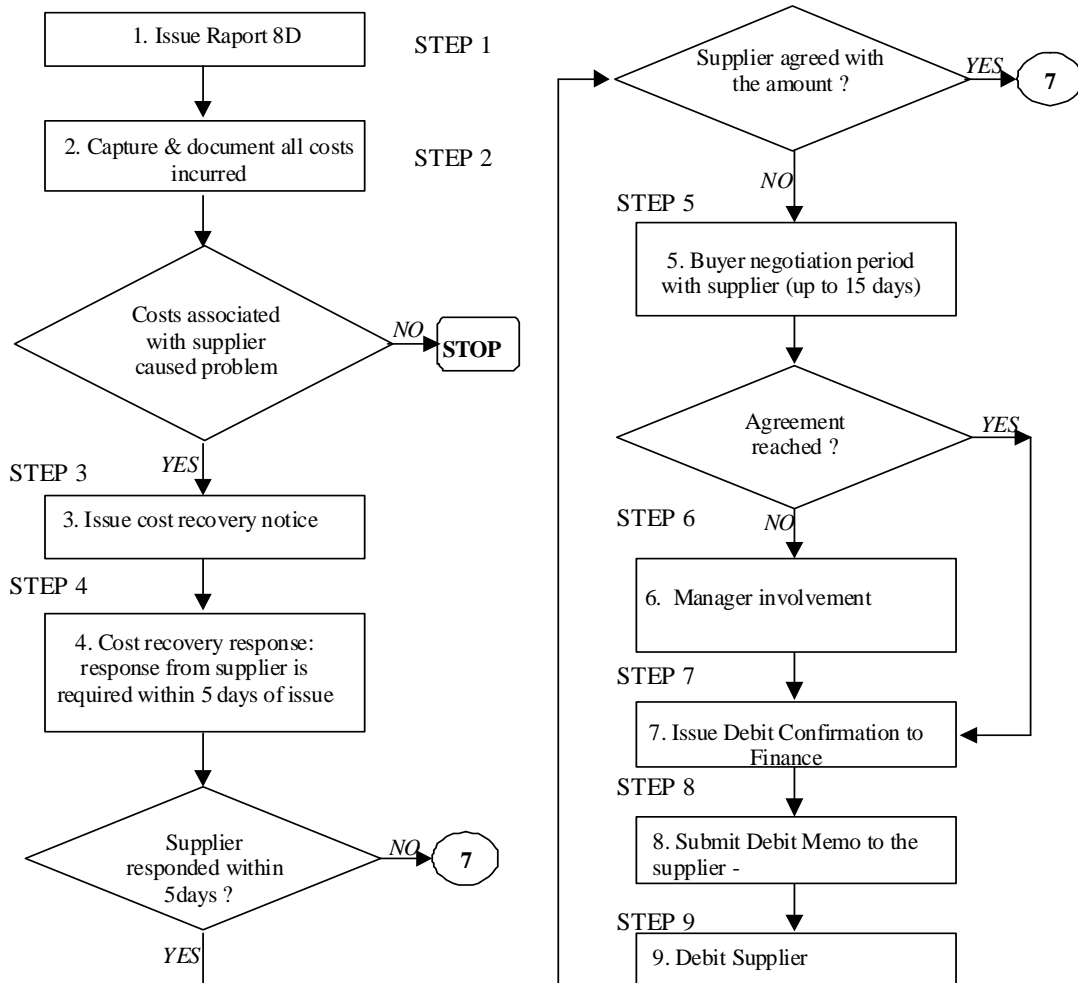 1. Issue Raport 8D
STEP 1
2. Capture & document all costs
incurred
STEP 2
Costs associated
with supplier
caused problem
NO
STOP
YES
STEP 3
3. Issue cost recovery notice
STEP 4
4. Cost recovery response:
response from supplier is
required within 5 days of issue
Supplier
responded within
5days ?
NO
7
YES
Supplier agreed with
the amount ?
YES
7
NO
STEP 5
5. Buyer negotiation period
with supplier (up to 15 days)
Agreement
reached ?
YES
STEP 6
NO
6. Manager involvement
STEP 7
7. Issue Debit Confirmation to
Finance
STEP 8
8. Submit Debit Memo to the
supplier -
STEP 9
9. Debit Supplier